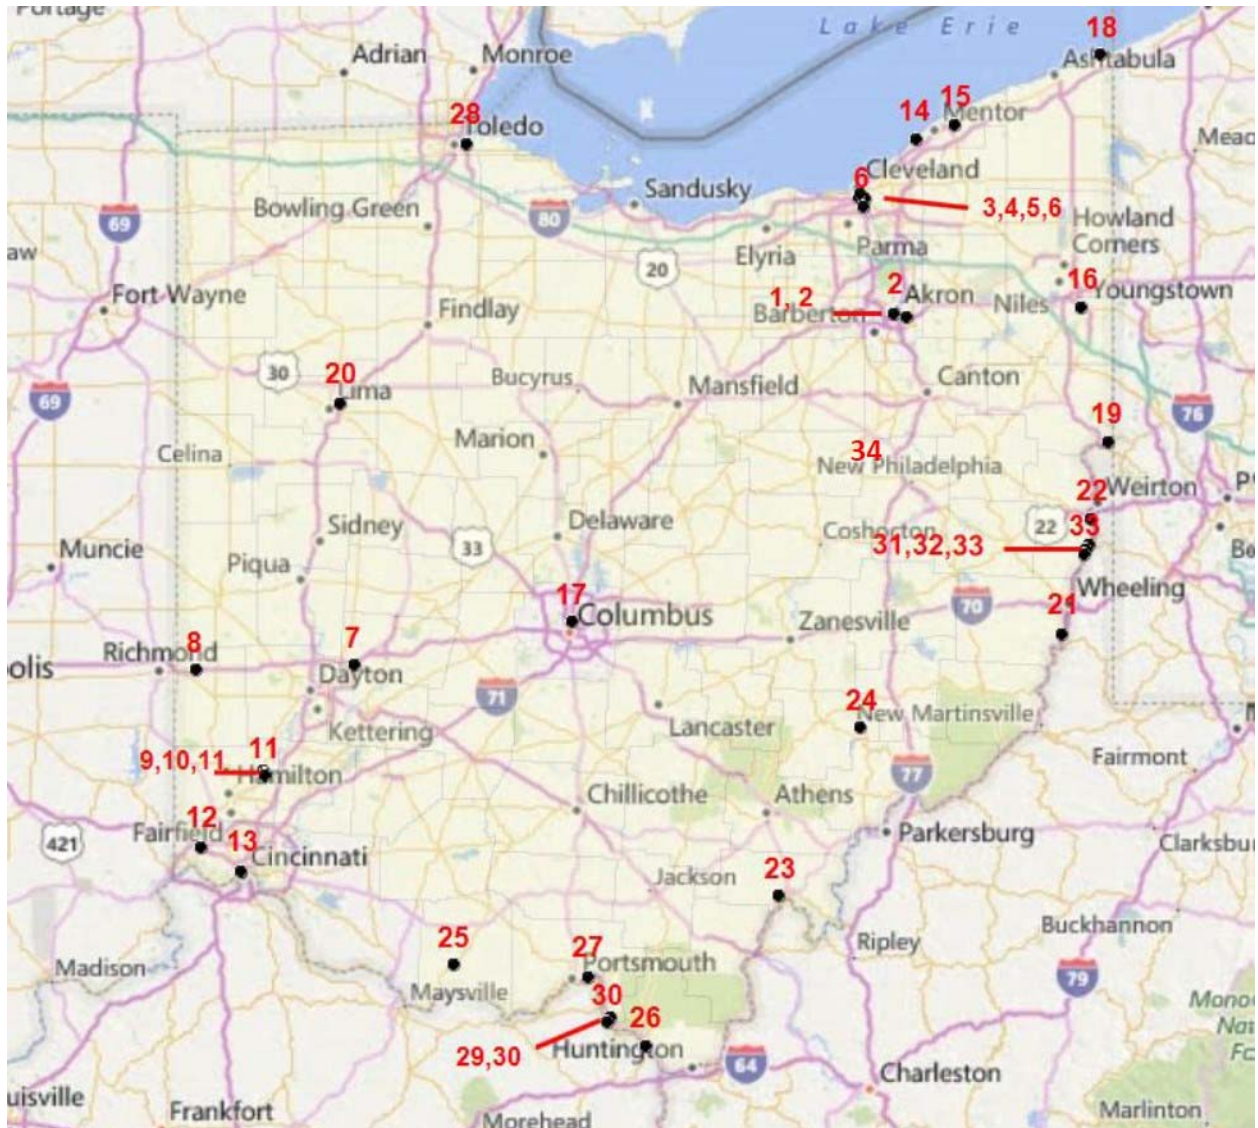 Portage
Lake Erie
18
Adrian
Monroe
Ashtabula
28
Toledo
14
15
Mentor
Mead
Cleveland
6
Sandusky
3,4,5,6
Bowling Green
69
80
Howland
Corners
aw
Parma
Elyria
20
Fort Wayne
1, 2
2
Akron
16
Youngstown
Niles
Findlay
Barberton
30
20
Lima
Bucyrus
Mansfield
Canton
69
76
Marion
19
Celina
34
New Philadelphia
22
Weirton
Sidney
Delaware
Coshocton
22
33
33
31,32,33
Muncie
Piqua
Wheeling
17
Columbus
70
21
Zanesville
8
Richmond
7
olis
Dayton
71
24
New Martinsville
Lancaster
Kettering
Fairmont
9,10,11
11
Hamilton
77
Chillicothe
Athens
12
Fairfield
421
13
Cincinnati
Parkersburg
Clarksbu
Jackson
23
Buckhannon
25
27
Portsmouth
Ripley
Madison
79
Maysville
30
26
29,30
Huntington
64
Charleston
uisville
Frankfort
Morehead
Marlinton